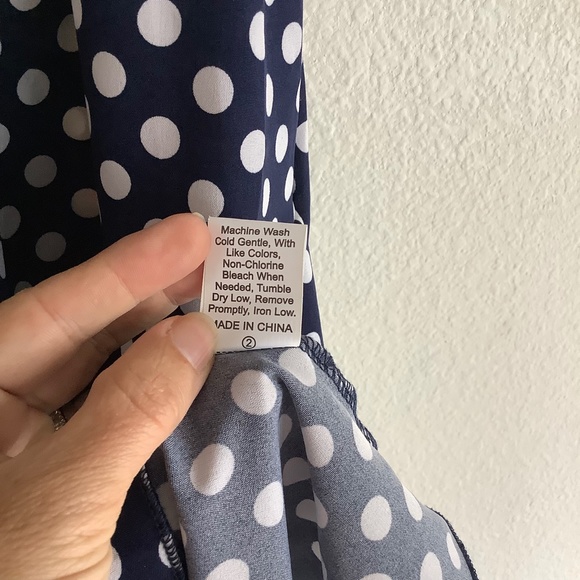 Machine Wash
Cold Gentle, With
Like Colors,
Non-Chlorine
Bleach When
Needed, Tumble
Dry Low, Remove
Promptly, Iron Low.
MADE IN CHINA
2